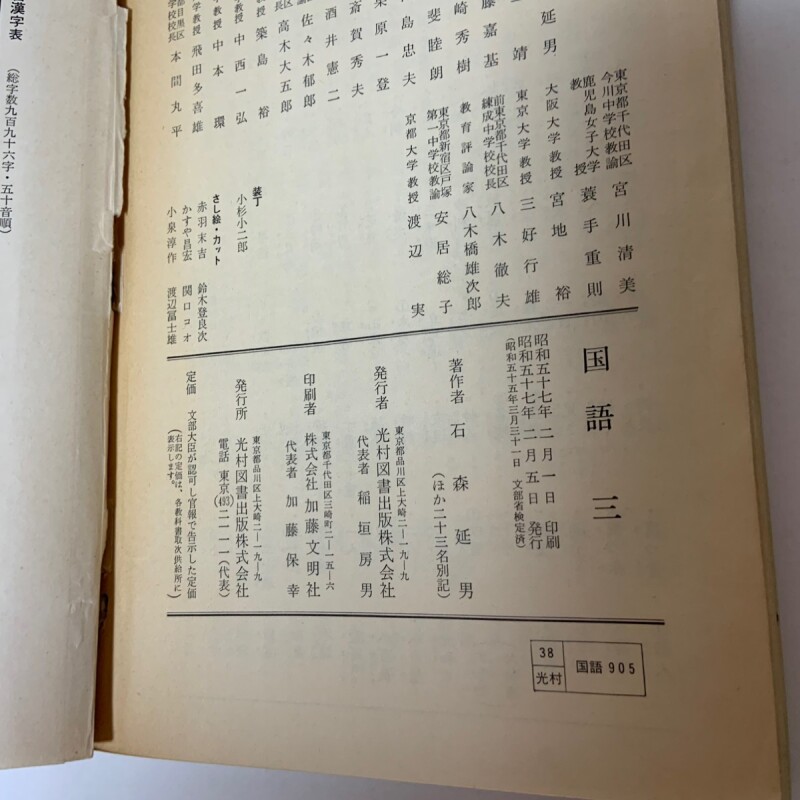 国語 三
昭和五十七年 二月 一日 印刷
昭和五十七年 二月 五日 発行
(昭和五十五年三月三十一日 文部省検定済)
著作者 石森延男
(ほか二十三名別記)
東京都品川区上大崎二―一九―九
発行者 光村図書出版株式会社
代表者 稲垣房男
東京都千代田区三崎町二―一五―六
印刷者 株式会社 加藤文明社
代表者 加藤保幸
東京都品川区上大崎二―一九―九
発行所 光村図書出版株式会社
電話 東京(493)二一一一(代表)
定価 文部大臣が認可し官報で告示した定価
(右記の定価は、各教科書取次供給所に
表示します。)
38
光村
国語 905
東京都千代田区
今川中学校教諭 宮川清美
鹿児島女子大学
教授 蓑手重則
大阪大学教授 宮地裕
東京大学教授 三好行雄
前東京都千代田区
練成中学校校長 八木徹夫
教育評論家 八木橋雄次郎
東京都新宿区戸塚
第一中学校教諭 安居総子
京都大学教授 渡辺実
延男
靖
藤嘉基
崎秀樹
斐睦朗
島忠夫
栗原一登
斎賀秀夫
酒井憲二
佐々木郁郎
高木大五郎
教授 築島裕
教授 中西一弘
教授 中本環
学教授 飛田多喜雄
都目黒区
学校校長 本間丸平
装丁
小杉小二郎
さし絵・カット
赤羽末吉 鈴木登良次
かすや昌宏 関ロコオ
小泉淳作 渡辺冨士雄
漢字表
(総字数九百九十六字・五十音順)